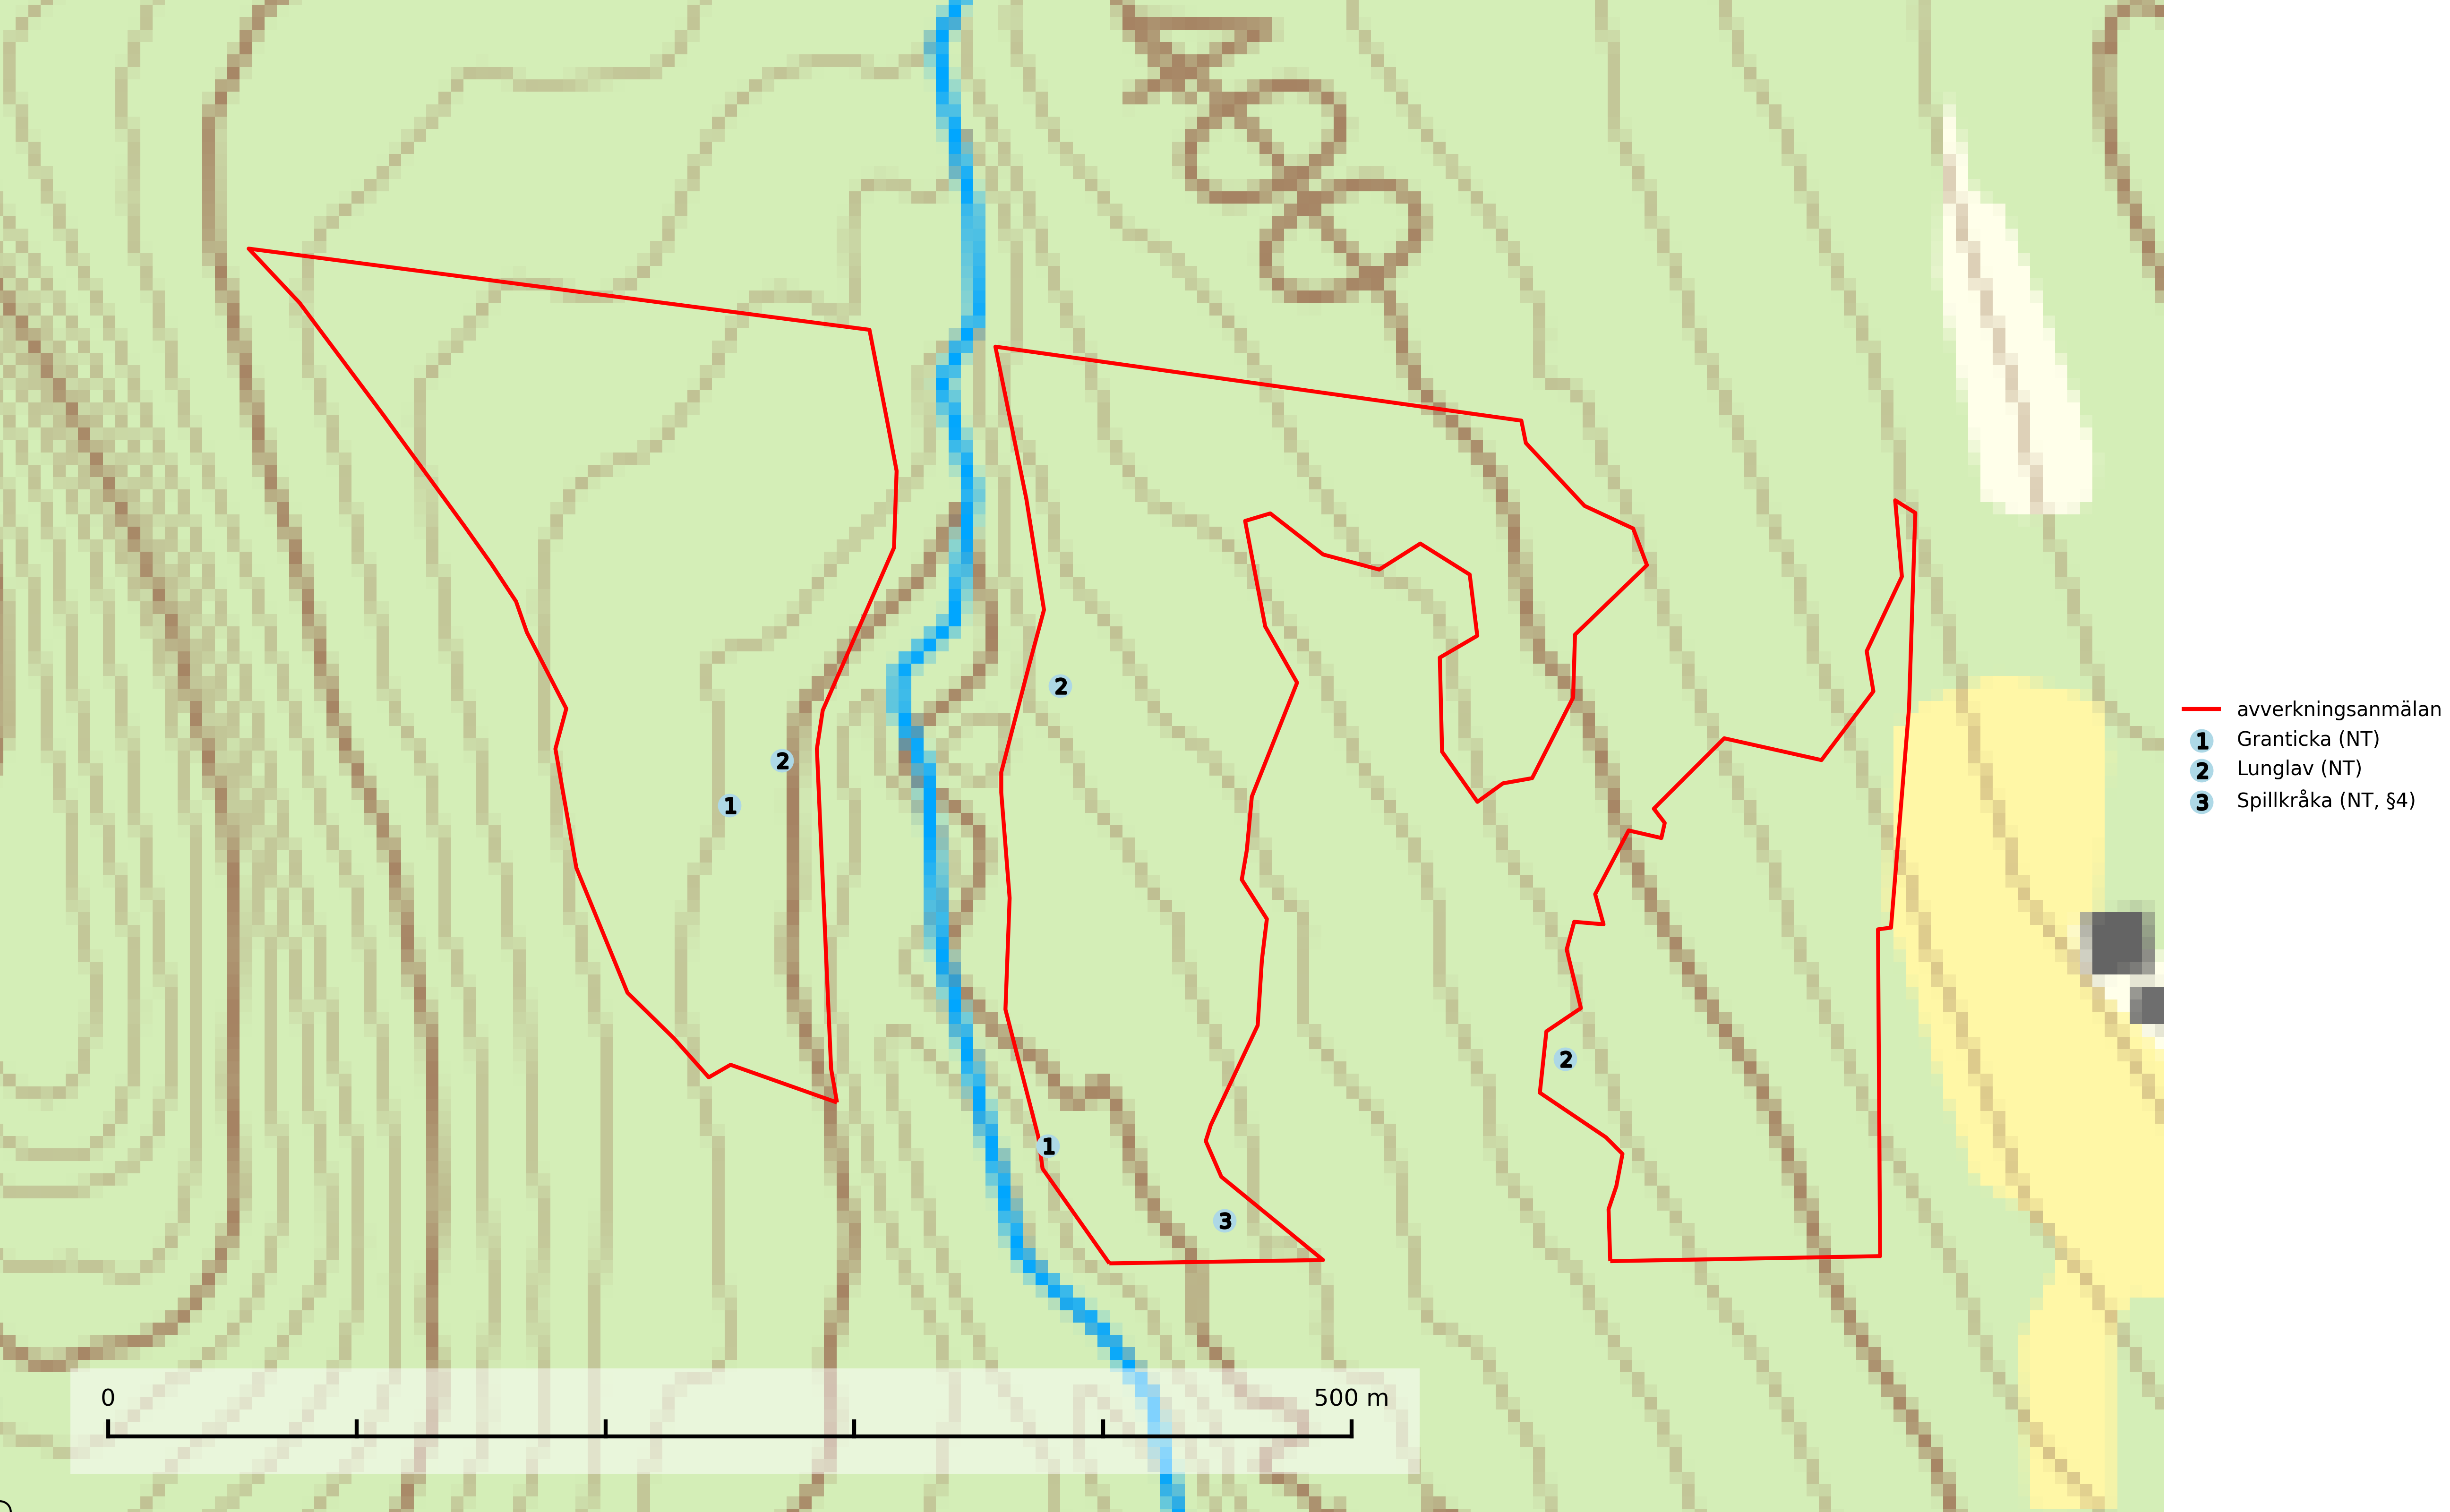 488
2
2
1
2
1
3
0 500 m
avverkningsanmälan
1 Granticka (NT)
2 Lunglav (NT)
3 Spillkråka (NT, §4)